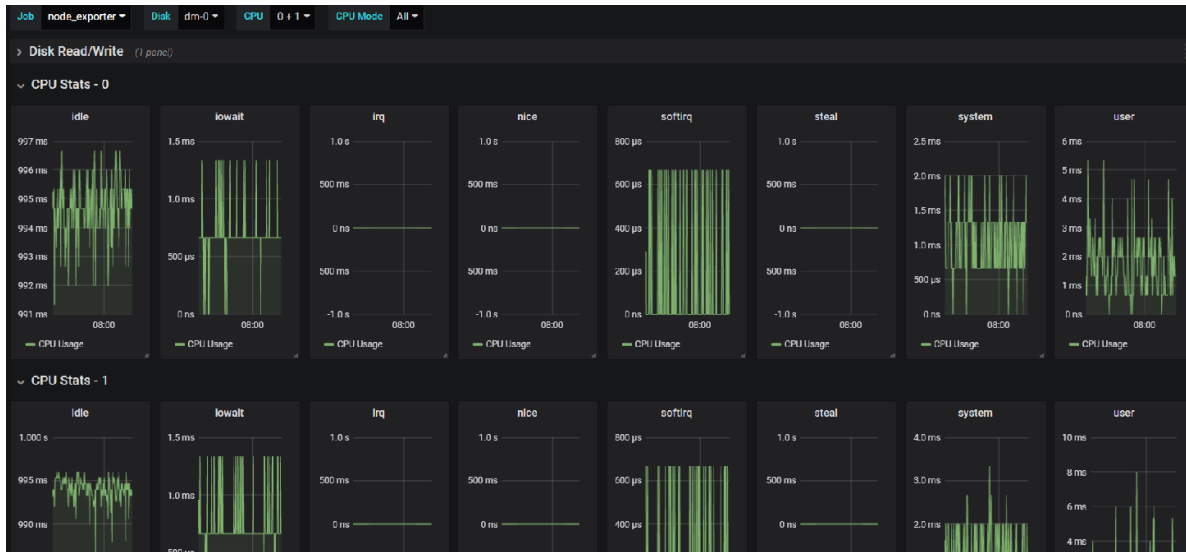 Job node_exporter Disk dm-0 CPU 0 + 1 CPU Mode All
Disk Read/Write (1 panel)
CPU Stats - 0
idle iowait irq nice softirq steal system user
997 ms 1.5 ms 1.0 s 1.0 s 800 µs 1.0 s 2.5 ms 6 ms
996 ms 5 ms
2.0 ms
995 ms 1.0 ms 500 ms 500 ms 600 µs 500 ms 4 ms
1.5 ms
994 ms 0 ns 0 ns 400 µs 0 ns 3 ms
1.0 ms
993 ms 500 µs 2 ms
500 ms 500 ms 200 µs 500 ms
500 µs
992 ms 1 ms
991 ms 0 ns -1.0 s -1.0 s 0 ns -1.0 s 0 ns 0 ns
08:00 08:00 08:00 08:00 08:00 08:00 08:00 08:00
CPU Usage CPU Usage CPU Usage CPU Usage CPU Usage CPU Usage CPU Usage CPU Usage
CPU Stats - 1
idle iowait irq nice softirq steal system user
1.000 s 1.5 ms 1.0 s 1.0 s 800 µs 1.0 s 4.0 ms 10 ms
995 ms 500 ms 500 ms 600 µs 500 ms 3.0 ms 8 ms
1.0 ms
6 ms
990 ms 0 ns 0 ns 400 µs 0 ns 2.0 ms
4 ms
500 µs